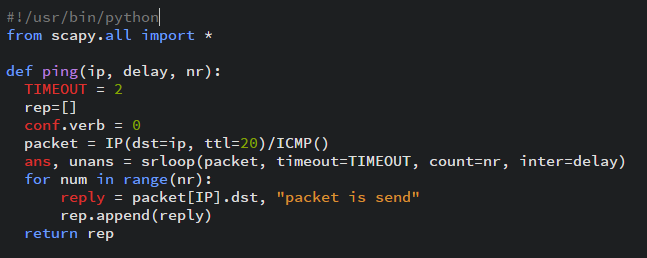 #!/usr/bin/python
from scapy.all import *
def ping(ip, delay, nr):
TIMEOUT = 2
rep=[]
conf.verb = 0
packet = IP(dst=ip, ttl=20)/ICMP()
ans, unans = srloop(packet, timeout=TIMEOUT, count=nr, inter=delay)
for num in range(nr):
reply = packet[IP].dst, "packet is send"
rep.append(reply)
return rep